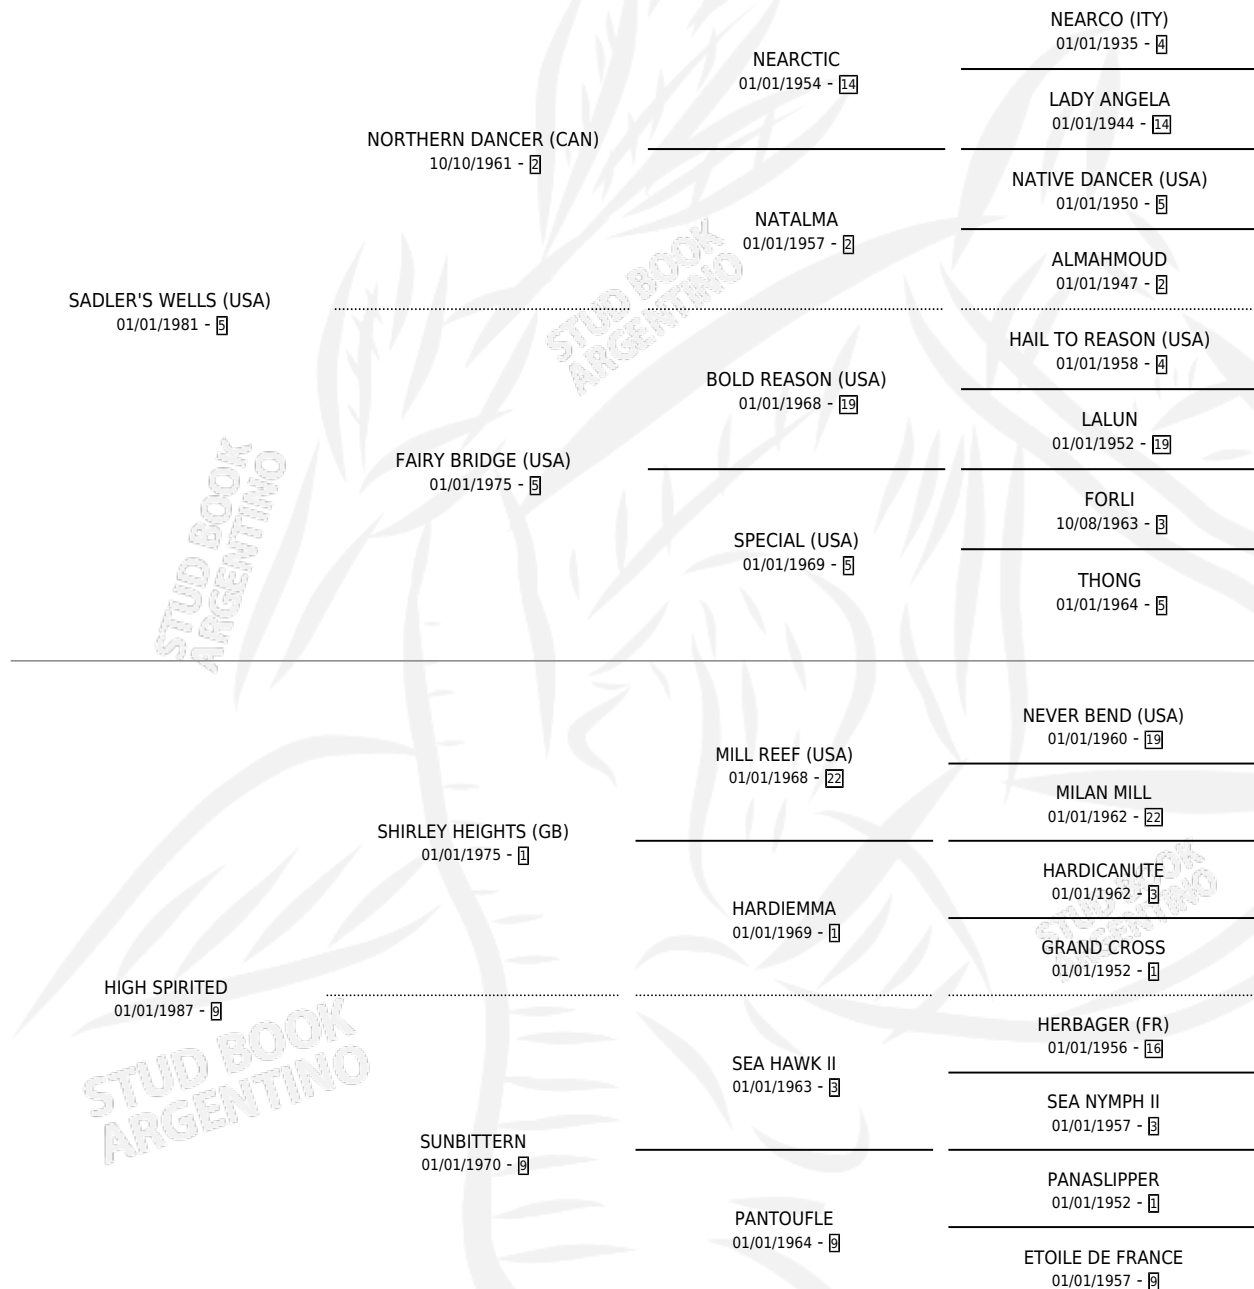 NEARCO (ITY)
01/01/1935 - 4
NEARCTIC
01/01/1954 - 14
LADY ANGELA
01/01/1944 - 14
NORTHERN DANCER (CAN)
10/10/1961 - 2
NATIVE DANCER (USA)
01/01/1950 - 5
NATALMA
01/01/1957 - 2
ALMAHMOUD
01/01/1947 - 2
SADLER'S WELLS (USA)
01/01/1981 - 5
STUD BOOK
ARGENTINO
HAIL TO REASON (USA)
01/01/1958 - 4
BOLD REASON (USA)
01/01/1968 - 19
LALUN
01/01/1952 - 19
FAIRY BRIDGE (USA)
01/01/1975 - 5
FORLI
10/08/1963 - 3
SPECIAL (USA)
01/01/1969 - 5
THONG
01/01/1964 - 5
STUD BOOK
ARGENTINO
NEVER BEND (USA)
01/01/1960 - 19
MILL REEF (USA)
01/01/1968 - 22
MILAN MILL
01/01/1962 - 22
SHIRLEY HEIGHTS (GB)
01/01/1975 - 1
HARDICANUTE
01/01/1962 - 3
HARDIEMMA
01/01/1969 - 1
STUD BOOK
ARGENTINO
GRAND CROSS
01/01/1952 - 1
HIGH SPIRITED
01/01/1987 - 9
HERBAGER (FR)
01/01/1956 - 16
SEA HAWK II
01/01/1963 - 3
SEA NYMPH II
01/01/1957 - 3
STUD BOOK
ARGENTINO
SUNBITTERN
01/01/1970 - 9
PANASLIPPER
01/01/1952 - 1
PANTOUFLE
01/01/1964 - 9
ETOILE DE FRANCE
01/01/1957 - 9